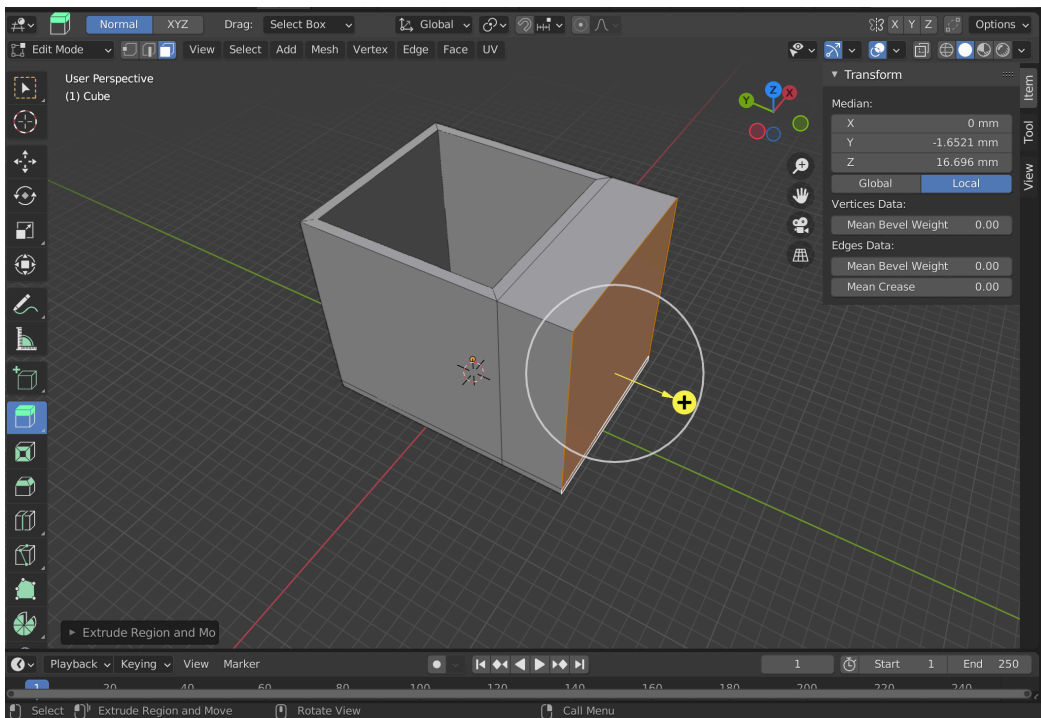 Normal XYZ Drag: Select Box Global X Y Z Options
Edit Mode View Select Add Mesh Vertex Edge Face UV
User Perspective
(1) Cube
Z
X
Y
Transform
Median:
X 0 mm
Y -1.6521 mm
Z 16.696 mm
Global Local
Vertices Data:
Mean Bevel Weight 0.00
Edges Data:
Mean Bevel Weight 0.00
Mean Crease 0.00
Item
Tool
View
Extrude Region and Mo
Playback Keying View Marker 1 Start 1 End 250
1 20 40 60 80 100 120 140 160 180 200 220 240
Select Extrude Region and Move Rotate View Call Menu